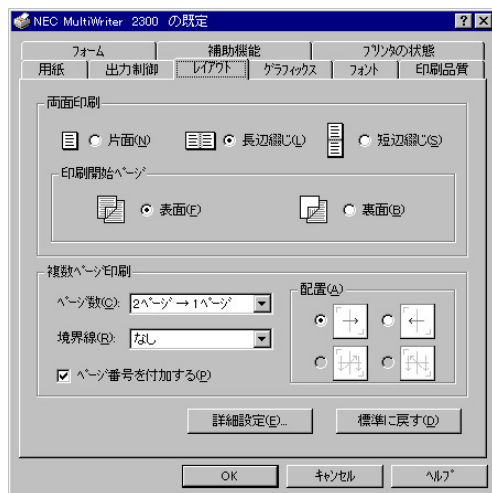 NEC MultiWriter 2300 の既定
フォーム 補助機能 プリンタの状態
用紙 出力制御 レイアウト グラフィックス フォント 印刷品質
両面印刷
片面(N) 長辺綴じ(L) 短辺綴じ(S)
印刷開始ページ
表面(F) 裏面(B)
複数ページ印刷
ページ数(C): 2ページ → 1ページ
配置(A)
境界線(R): なし
ページ番号を付加する(P)
詳細設定(E)... 標準に戻す(D)
OK キャンセル ヘルプ